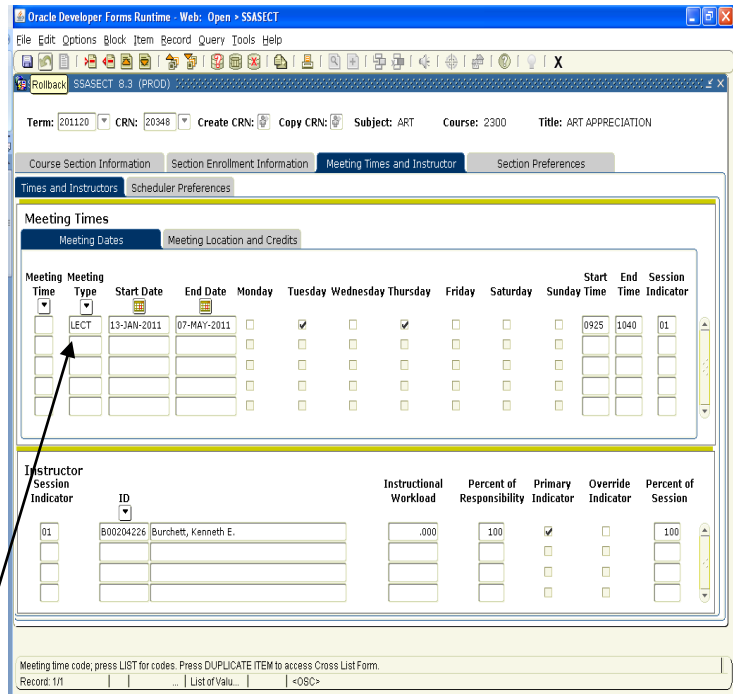 Oracle Developer Forms Runtime - Web: Open > SSASECT
File Edit Options Block Item Record Query Tools Help
X
Rollback SSASECT 8.3 (PROD)
Term: 201120 CRN: 20348 Create CRN: Copy CRN: Subject: ART Course: 2300 Title: ART APPRECIATION
Course Section Information Section Enrollment Information Meeting Times and Instructor Section Preferences
Times and Instructors Scheduler Preferences
Meeting Times
Meeting Dates Meeting Location and Credits
Meeting Meeting Start End Session
Time Type Start Date End Date Monday Tuesday Wednesday Thursday Friday Saturday Sunday Time Time Indicator
LECT 13-JAN-2011 07-MAY-2011 0925 1040 01
Instructor
Session Instructional Percent of Primary Override Percent of
Indicator ID Workload Responsibility Indicator Indicator Session
01 B00204226 Burchett, Kenneth E. .000 100 100
Meeting time code; press LIST for codes. Press DUPLICATE ITEM to access Cross List Form.
Record: 1/1 ... List of Valu... <OSC>